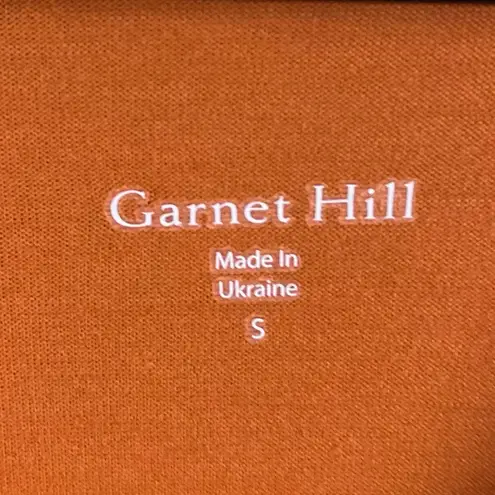 Garnet Hill
Made In
Ukraine
S